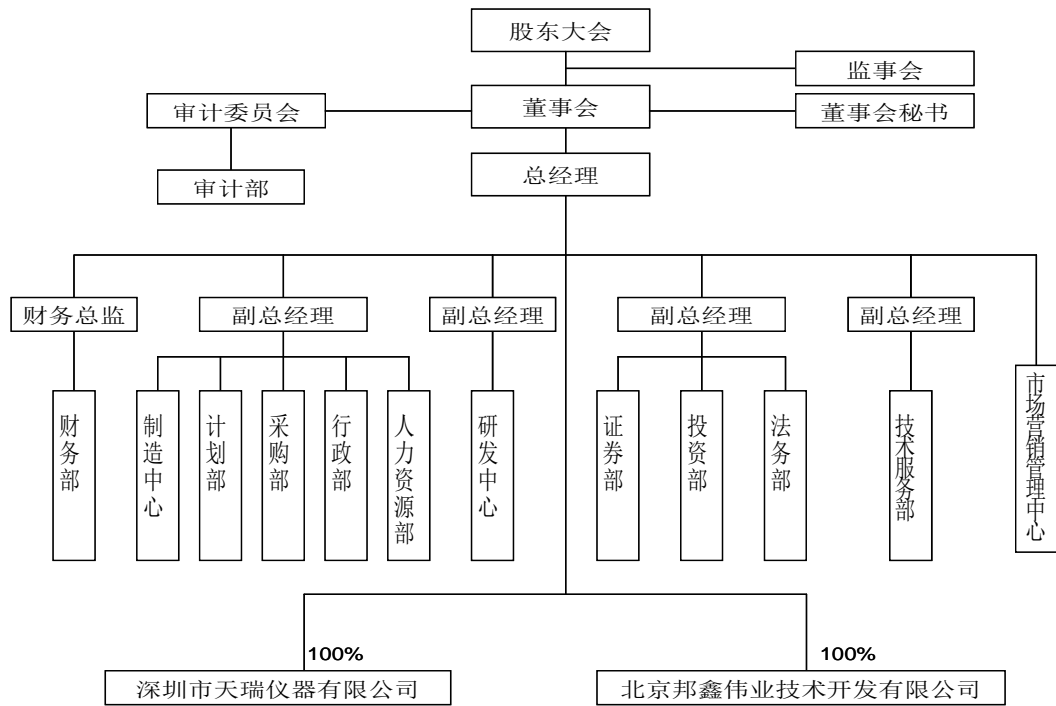 股东大会
监事会
审计委员会
董事会
董事会秘书
审计部
总经理
财务总监
副总经理
副总经理
副总经理
副总经理
财务部
制造中心
计划部
采购部
行政部
人力资源部
研发中心
证券部
投资部
法务部
技术服务部
市场营销管理中心
100%
100%
深圳市天瑞仪器有限公司
北京邦鑫伟业技术开发有限公司